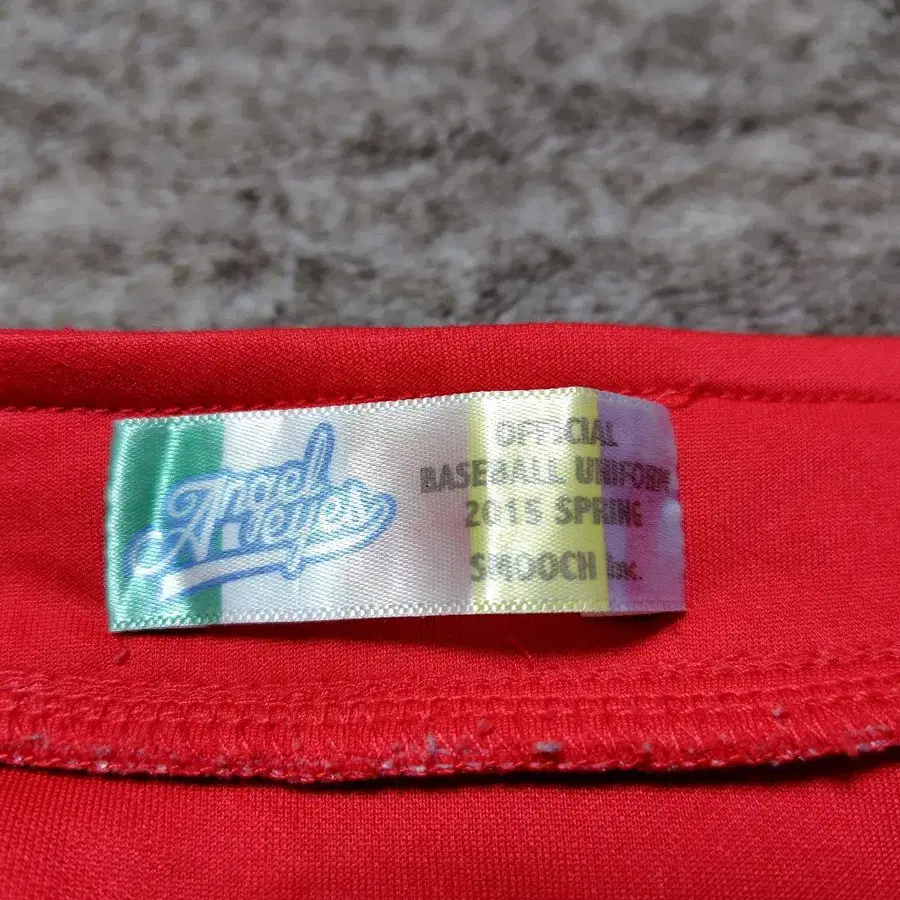 Angel
eyes
OFFICIAL
BASEBALL UNIFORM
2015 SPRING
SMOOCH Inc.